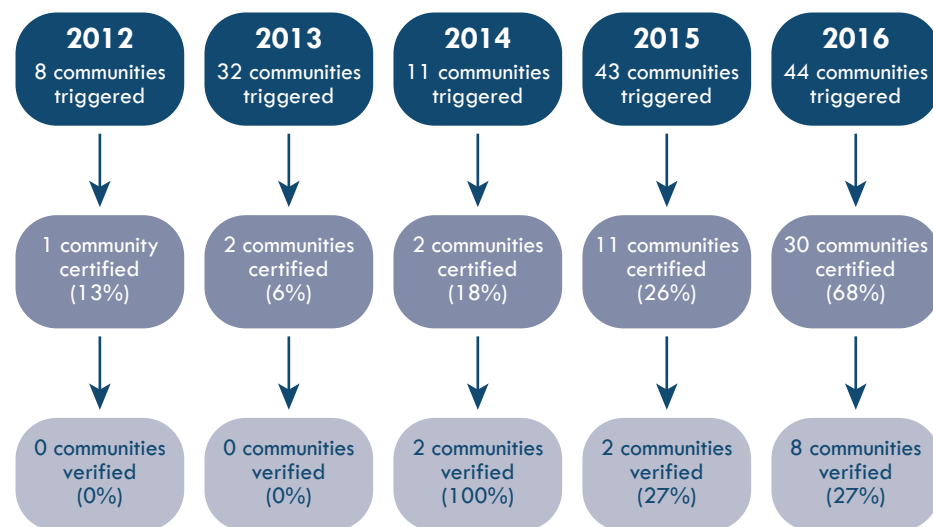 2012
8 communities
triggered
2013
32 communities
triggered
2014
11 communities
triggered
2015
43 communities
triggered
2016
44 communities
triggered
1 community
certified
(13%)
2 communities
certified
(6%)
2 communities
certified
(18%)
11 communities
certified
(26%)
30 communities
certified
(68%)
0 communities
verified
(0%)
0 communities
verified
(0%)
2 communities
verified
(100%)
2 communities
verified
(27%)
8 communities
verified
(27%)